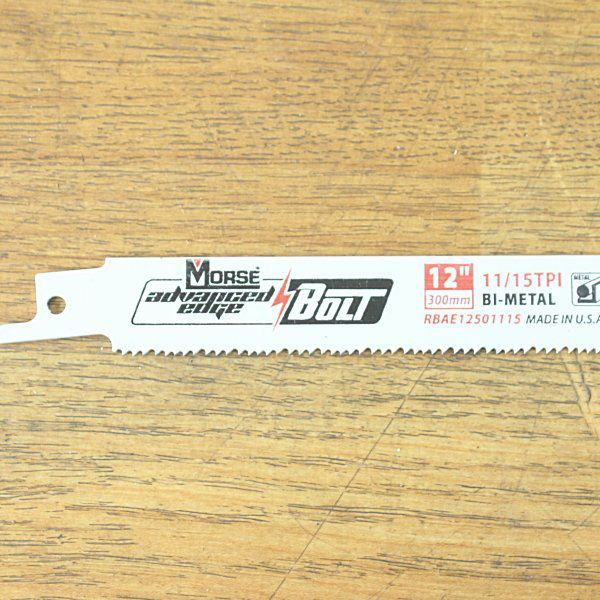 MORSE
advanced
edge
BOLT
12"
300mm
11/15TPI
BI-METAL
RBAE12501115 MADE IN U.S.A
METAL